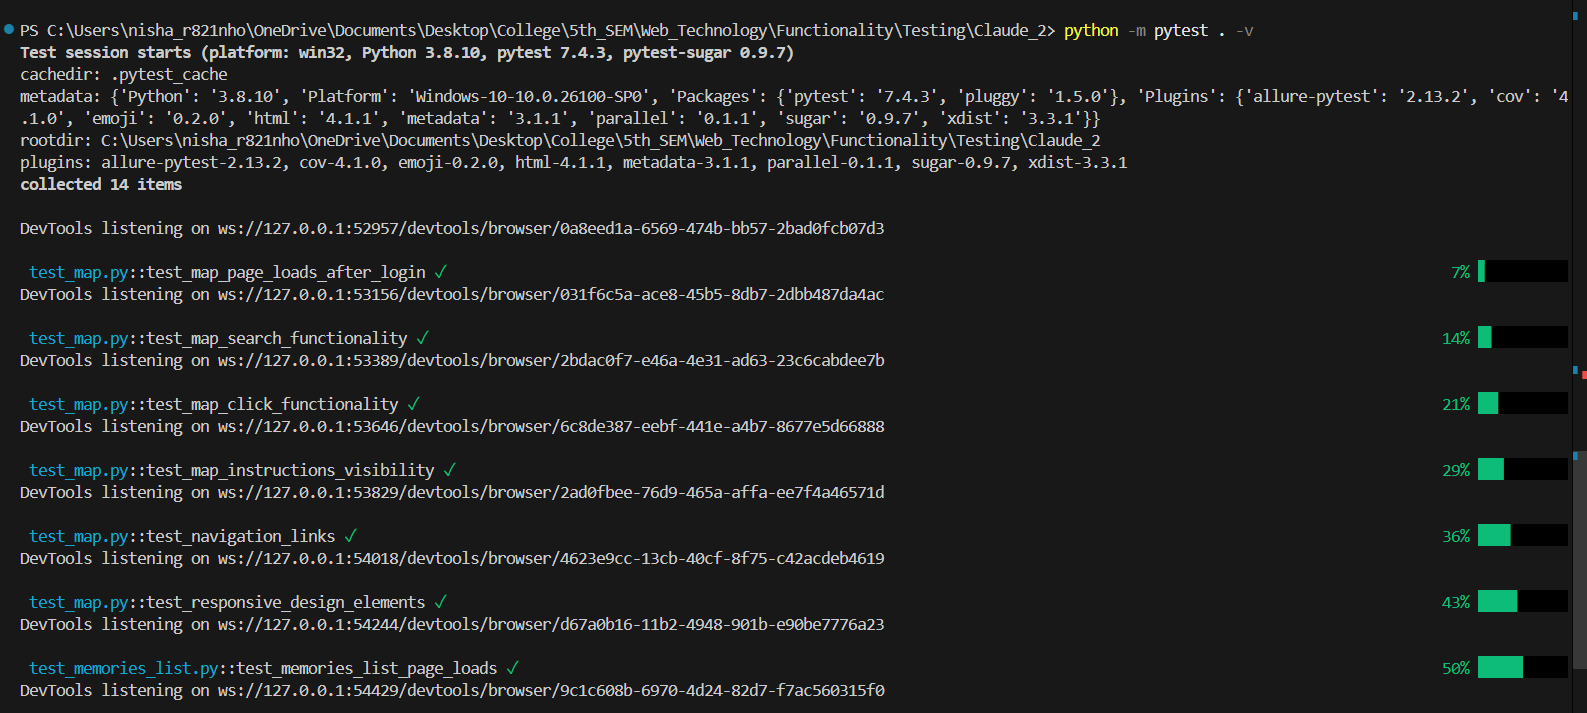 PS C:\Users\nisha_r821nho\OneDrive\Documents\Desktop\College\5th_SEM\Web_Technology\Functionality\Testing\Claude_2> python -m pytest . -v
Test session starts (platform: win32, Python 3.8.10, pytest 7.4.3, pytest-sugar 0.9.7)
cachedir: .pytest_cache
metadata: {'Python': '3.8.10', 'Platform': 'Windows-10-10.0.26100-SP0', 'Packages': {'pytest': '7.4.3', 'pluggy': '1.5.0'}, 'Plugins': {'allure-pytest': '2.13.2', 'cov': '4
.1.0', 'emoji': '0.2.0', 'html': '4.1.1', 'metadata': '3.1.1', 'parallel': '0.1.1', 'sugar': '0.9.7', 'xdist': '3.3.1'}}
rootdir: C:\Users\nisha_r821nho\OneDrive\Documents\Desktop\College\5th_SEM\Web_Technology\Functionality\Testing\Claude_2
plugins: allure-pytest-2.13.2, cov-4.1.0, emoji-0.2.0, html-4.1.1, metadata-3.1.1, parallel-0.1.1, sugar-0.9.7, xdist-3.3.1
collected 14 items
DevTools listening on ws://127.0.0.1:52957/devtools/browser/0a8eed1a-6569-474b-bb57-2bad0fcb07d3
test_map.py::test_map_page_loads_after_login ✓ 7%
DevTools listening on ws://127.0.0.1:53156/devtools/browser/031f6c5a-ace8-45b5-8db7-2dbb487da4ac
test_map.py::test_map_search_functionality ✓ 14%
DevTools listening on ws://127.0.0.1:53389/devtools/browser/2bdac0f7-e46a-4e31-ad63-23c6cabdee7b
test_map.py::test_map_click_functionality ✓ 21%
DevTools listening on ws://127.0.0.1:53646/devtools/browser/6c8de387-eebf-441e-a4b7-8677e5d66888
test_map.py::test_map_instructions_visibility ✓ 29%
DevTools listening on ws://127.0.0.1:53829/devtools/browser/2ad0fbee-76d9-465a-affa-ee7f4a46571d
test_map.py::test_navigation_links ✓ 36%
DevTools listening on ws://127.0.0.1:54018/devtools/browser/4623e9cc-13cb-40cf-8f75-c42acdeb4619
test_map.py::test_responsive_design_elements ✓ 43%
DevTools listening on ws://127.0.0.1:54244/devtools/browser/d67a0b16-11b2-4948-901b-e90be7776a23
test_memories_list.py::test_memories_list_page_loads ✓ 50%
DevTools listening on ws://127.0.0.1:54429/devtools/browser/9c1c608b-6970-4d24-82d7-f7ac560315f0